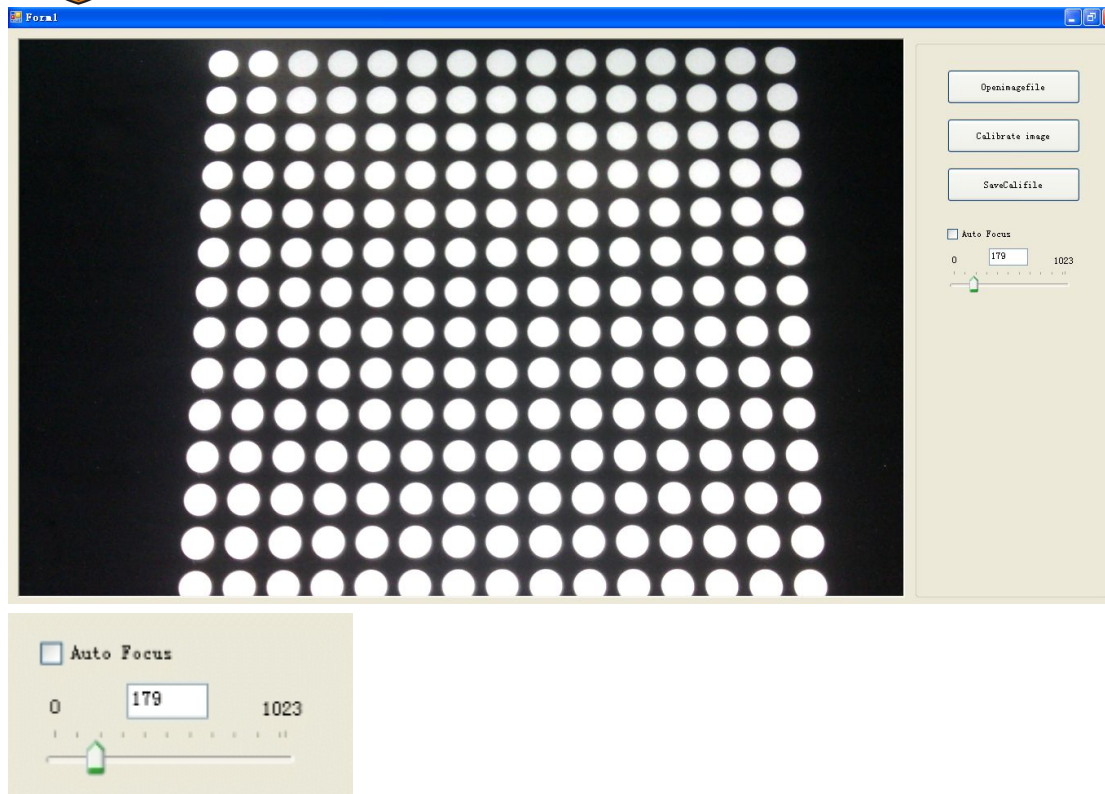 Form1
Openimagefile
Calibrate image
SaveCalifile
Auto Focus
0 179 1023
Auto Focus
0 179 1023